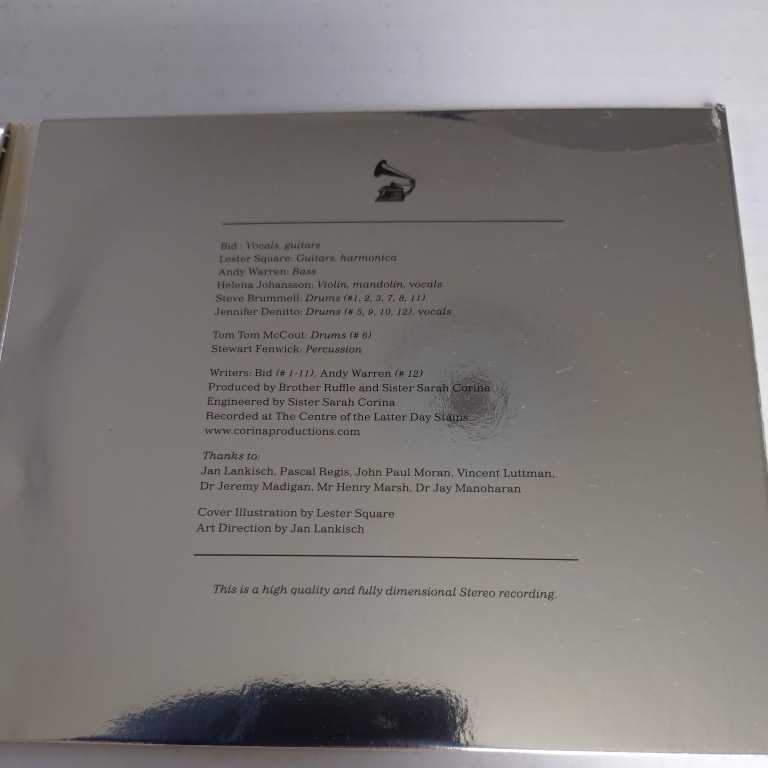 Bid : Vocals, guitars
Lester Square: Guitars, harmonica
Andy Warren: Bass
Helena Johansson: Violin, mandolin, vocals
Steve Brummell: Drums (#1, 2, 3, 7, 8, 11)
Jennifer Denitto: Drums (# 5, 9, 10, 12), vocals
Tom Tom McCout: Drums (# 6)
Stewart Fenwick: Percussion
Writers: Bid (# 1-11), Andy Warren (# 12)
Produced by Brother Ruffle and Sister Sarah Corina
Engineered by Sister Sarah Corina
Recorded at The Centre of the Latter Day Stains
www.corinaproductions.com
Thanks to:
Jan Lankisch, Pascal Regis, John Paul Moran, Vincent Luttman,
Dr Jeremy Madigan, Mr Henry Marsh, Dr Jay Manoharan
Cover Illustration by Lester Square
Art Direction by Jan Lankisch
This is a high quality and fully dimensional Stereo recording.